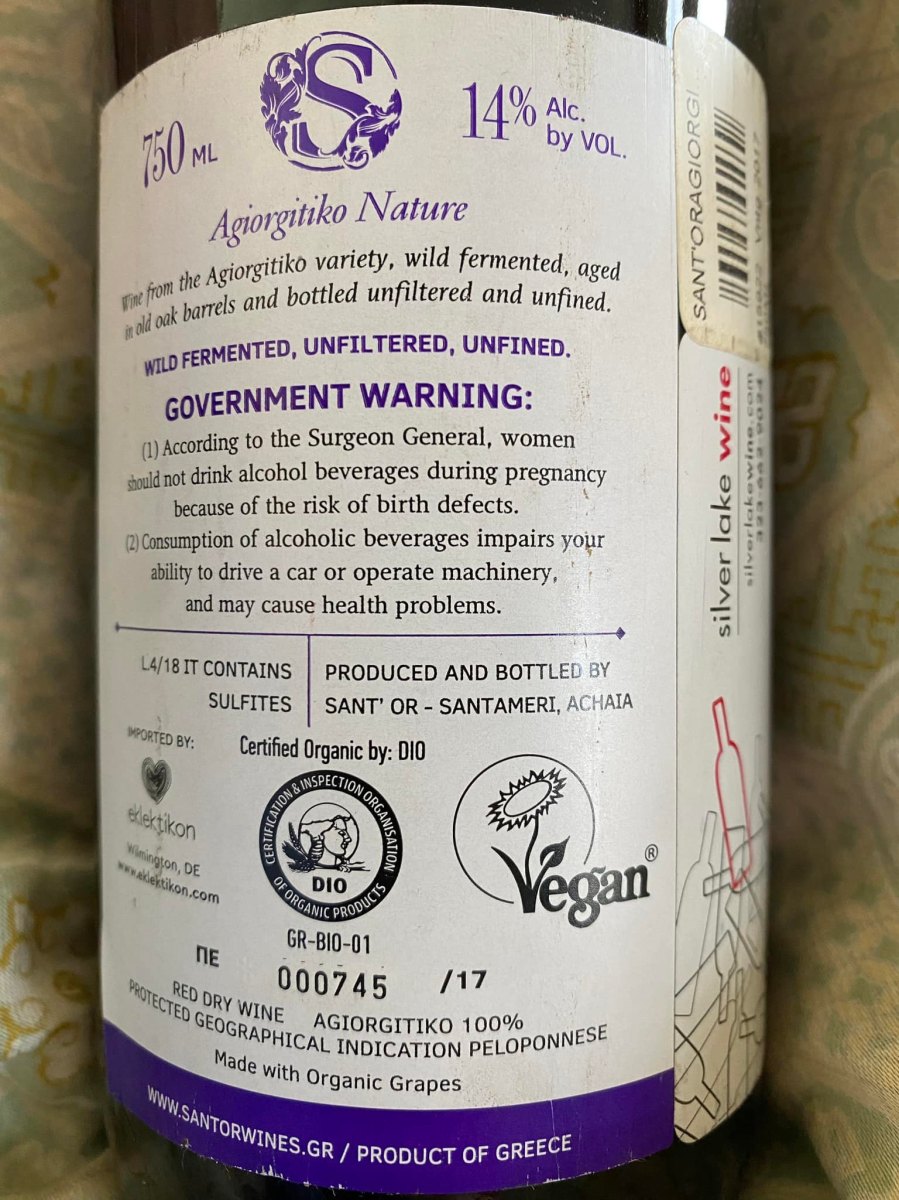 S
750 ML
14% Alc.
by VOL.
Agiorgitiko Nature
Wine from the Agiorgitiko variety, wild fermented, aged
in old oak barrels and bottled unfiltered and unfined.
WILD FERMENTED, UNFILTERED, UNFINED.
GOVERNMENT WARNING:
(1) According to the Surgeon General, women
should not drink alcohol beverages during pregnancy
because of the risk of birth defects.
(2) Consumption of alcoholic beverages impairs your
ability to drive a car or operate machinery,
and may cause health problems.
L4/18 IT CONTAINS
SULFITES
PRODUCED AND BOTTLED BY
SANT' OR – SANTAMERI, ACHAIA
IMPORTED BY:
eklektikon
Wilmington, DE
www.eklektikon.com
Certified Organic by: DIO
CERTIFICATION & INSPECTION ORGANISATION
OF ORGANIC PRODUCTS
DIO
GR-BIO-01
Vegan®
ΠΕ
000745 /17
RED DRY WINE
AGIORGITIKO 100%
PROTECTED GEOGRAPHICAL INDICATION PELOPONNESE
Made with Organic Grapes
WWW.SANTORWINES.GR / PRODUCT OF GREECE
SANT'ORAGIORGI
silver lake wine
silverlakewine.com
323 662 9024